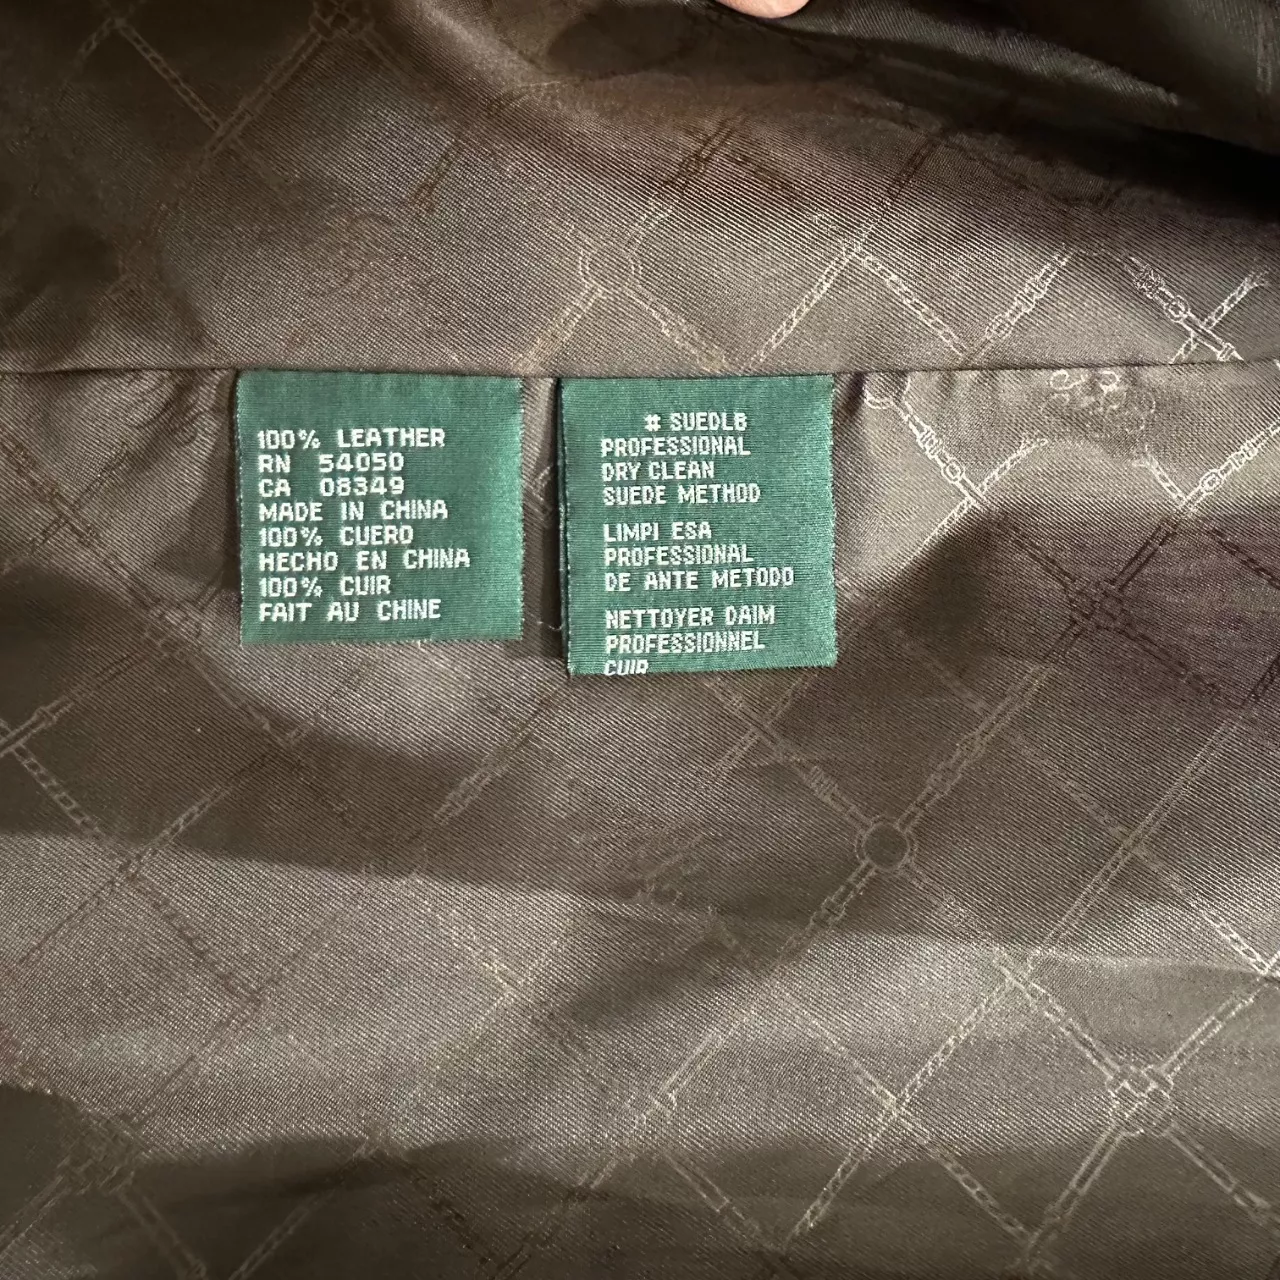 100% LEATHER
RN 54050
CA 08349
MADE IN CHINA
100% CUERO
HECHO EN CHINA
100% CUIR
FAIT AU CHINE
# SUEDLB
PROFESSIONAL
DRY CLEAN
SUEDE METHOD
LIMPI ESA
PROFESSIONAL
DE ANTE METODO
NETTOYER DAIM
PROFESSIONNEL
CUIR